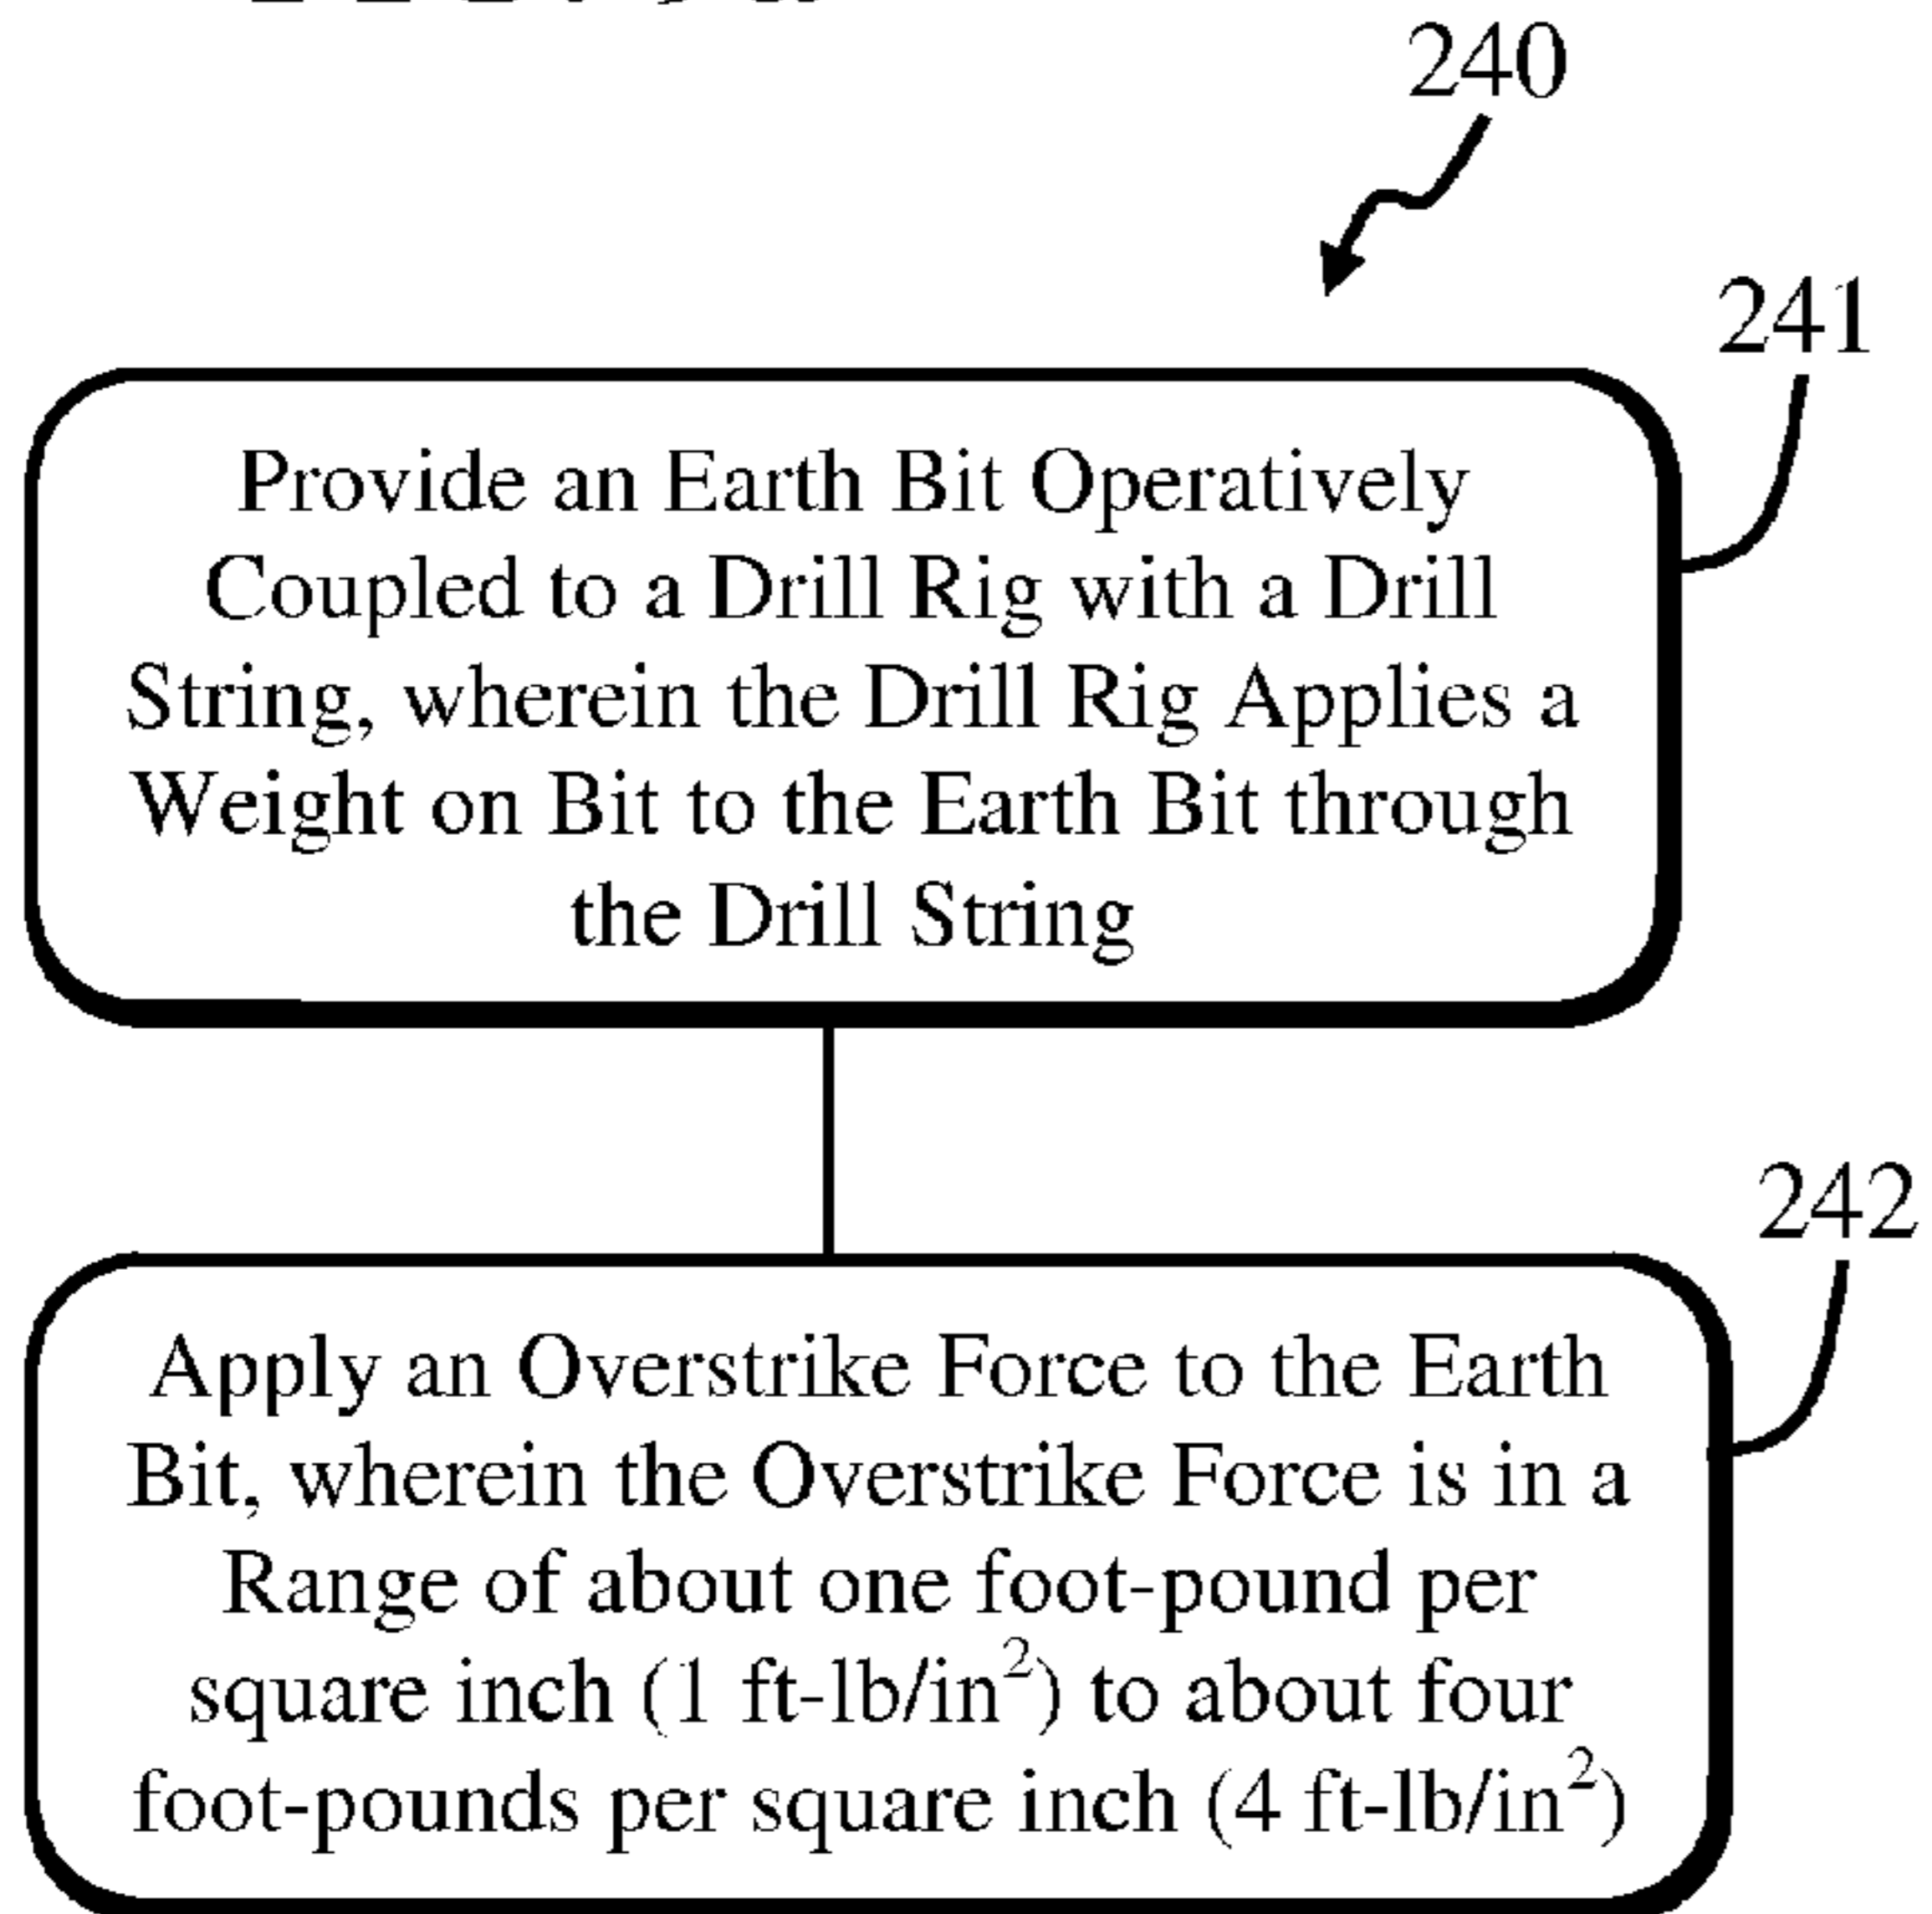 240
241
Provide an Earth Bit Operatively
Coupled to a Drill Rig with a Drill
String, wherein the Drill Rig Applies a
Weight on Bit to the Earth Bit through
the Drill String
242
Apply an Overstrike Force to the Earth
Bit, wherein the Overstrike Force is in a
Range of about one foot-pound per
square inch (1 ft-lb/in²) to about four
foot-pounds per square inch (4 ft-lb/in²)